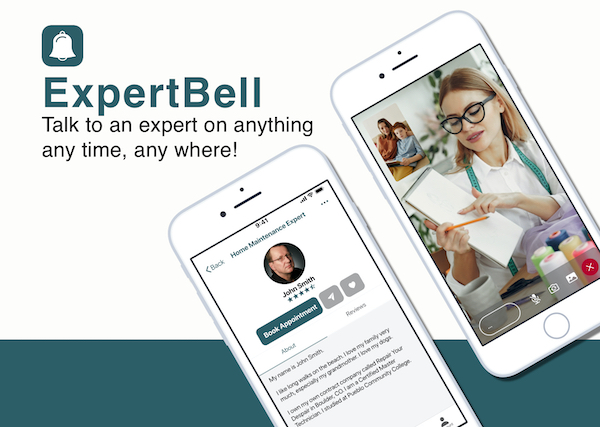 ExpertBell
Talk to an expert on anything
any time, any where!
9:41
Back
Home Maintenance Expert
John Smith
Book Appointment
About
Reviews
My name is John Smith.
I like long walks on the beach. I love my family very
much, especially my grandmother. I love my dogs.
I own my own contract company called Repair Your
Despair in Boulder, CO. I am a Certified Master
Technician. I studied at Pueblo Community College.